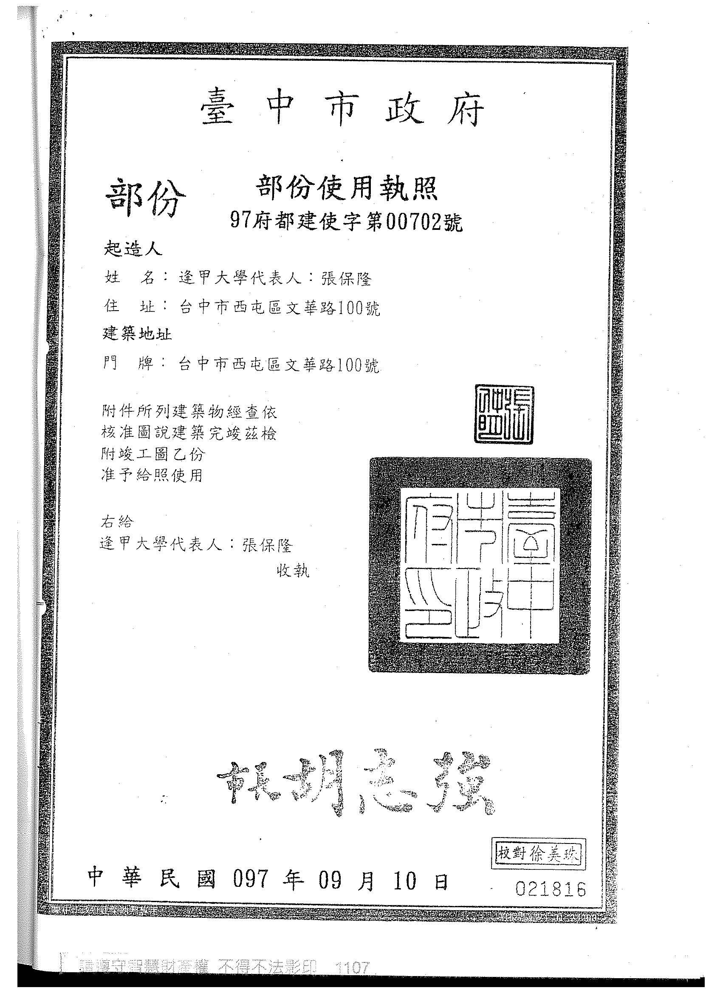 臺中市政府
部份
部份使用執照
97府都建使字第00702號
起造人
姓 名：逢甲大學代表人：張保隆
住 址：台中市西屯區文華路100號
建築地址
門 牌：台中市西屯區文華路100號
附件所列建築物經查依
核准圖說建築完竣茲檢
附竣工圖乙份
准予給照使用
右給
逢甲大學代表人：張保隆
收執
臺中市政府印
市長胡志強
校對徐美珠
中華民國 097 年 09 月 10 日
021816
請遵守智慧財產權 不得不法影印 1107